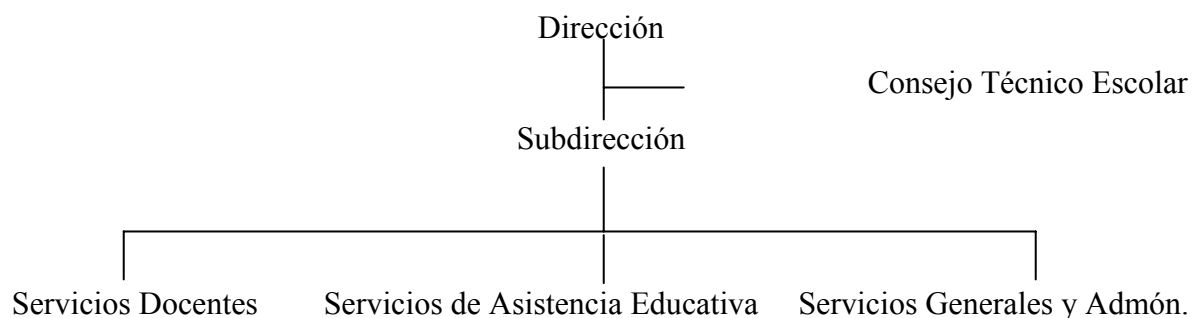 Dirección
Consejo Técnico Escolar
Subdirección
Servicios Docentes
Servicios de Asistencia Educativa
Servicios Generales y Admón.